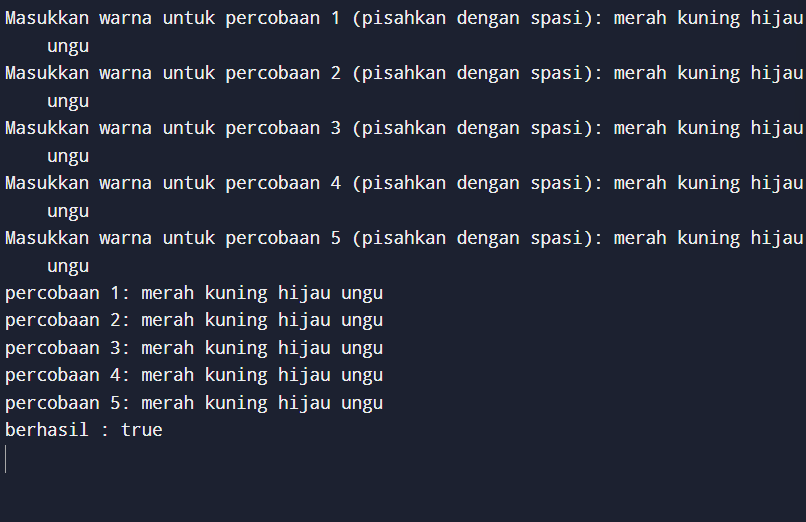 Masukkan warna untuk percobaan 1 (pisahkan dengan spasi): merah kuning hijau
ungu
Masukkan warna untuk percobaan 2 (pisahkan dengan spasi): merah kuning hijau
ungu
Masukkan warna untuk percobaan 3 (pisahkan dengan spasi): merah kuning hijau
ungu
Masukkan warna untuk percobaan 4 (pisahkan dengan spasi): merah kuning hijau
ungu
Masukkan warna untuk percobaan 5 (pisahkan dengan spasi): merah kuning hijau
ungu
percobaan 1: merah kuning hijau ungu
percobaan 2: merah kuning hijau ungu
percobaan 3: merah kuning hijau ungu
percobaan 4: merah kuning hijau ungu
percobaan 5: merah kuning hijau ungu
berhasil : true